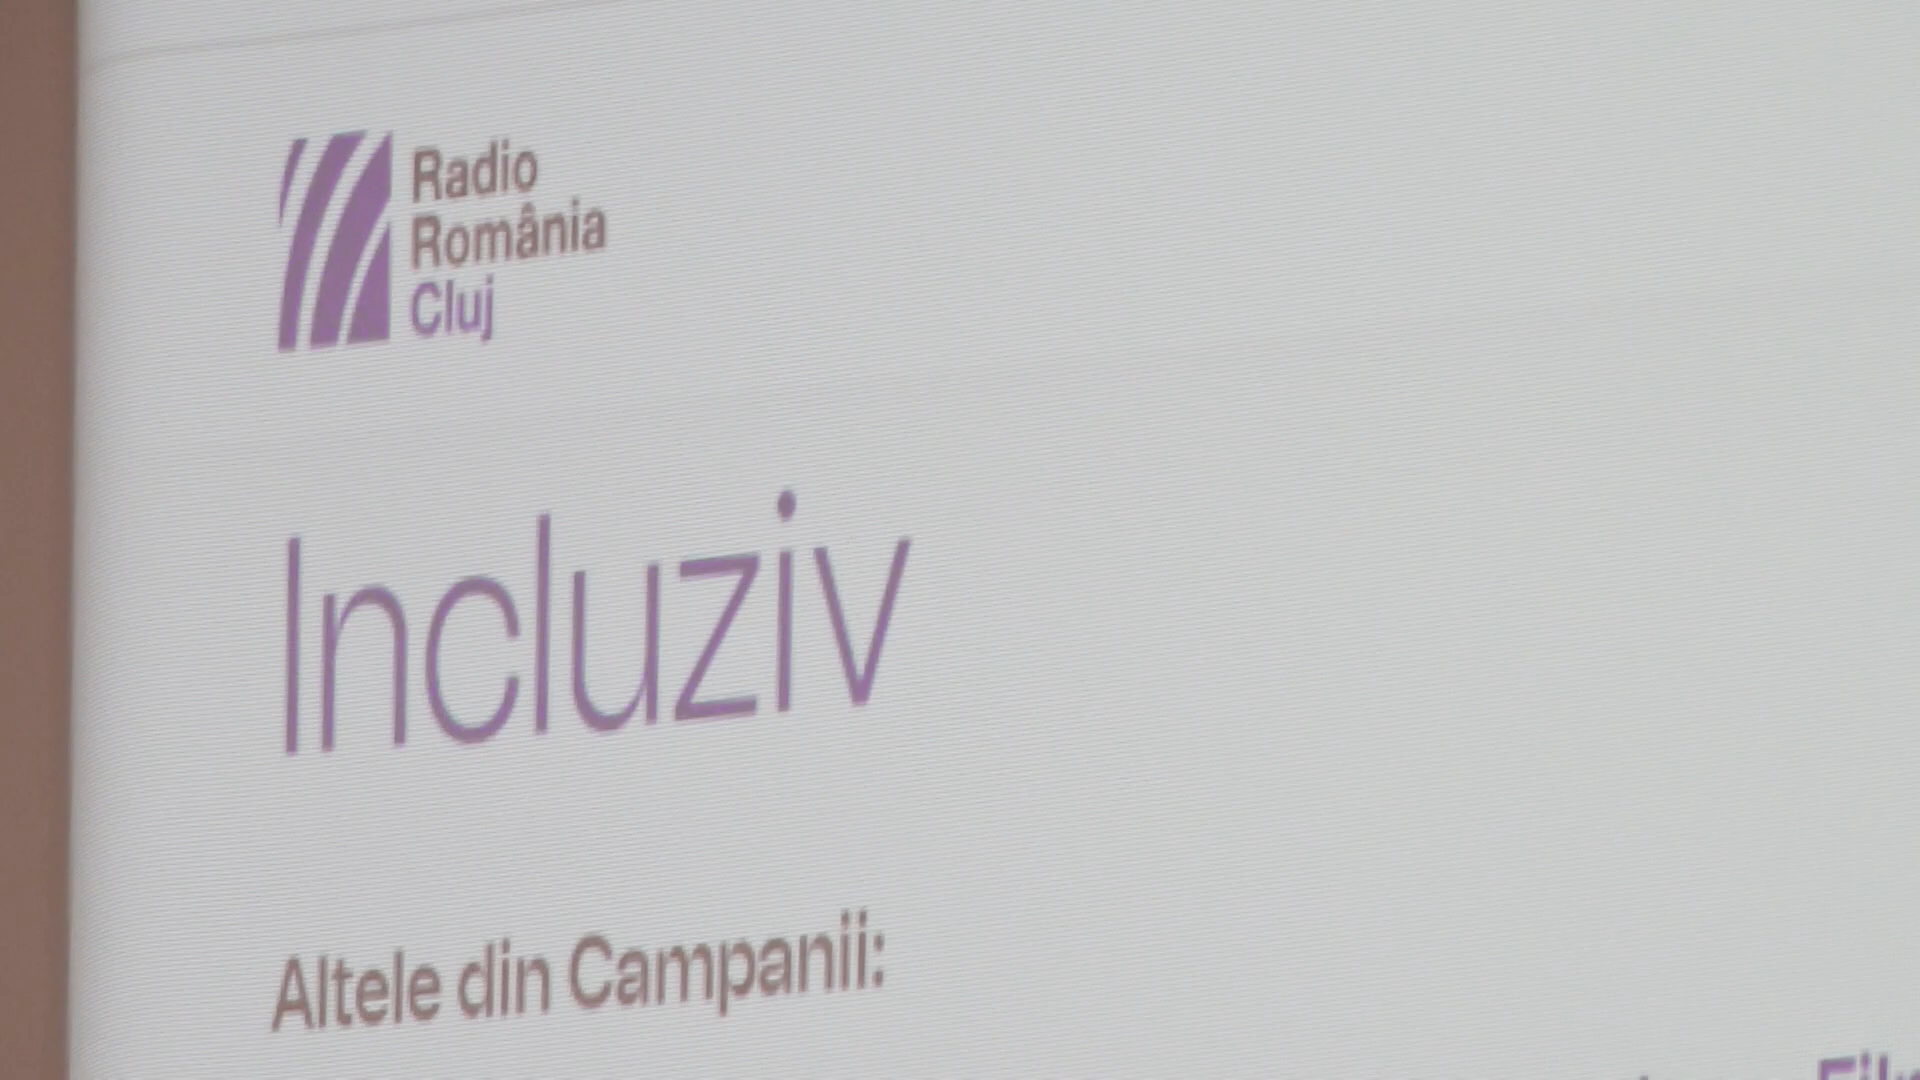 Radio
România
Cluj
Incluziv
Altele din Campanii: